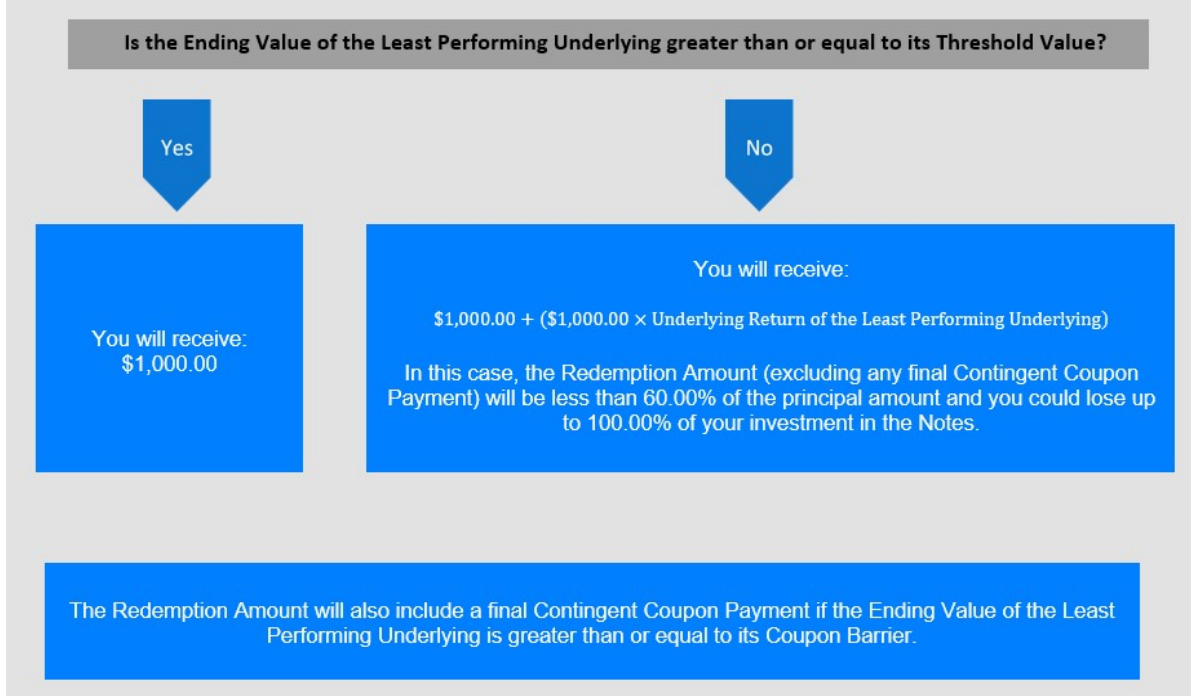 Is the Ending Value of the Least Performing Underlying greater than or equal to its Threshold Value?
Yes
No
You will receive:
$1,000.00
You will receive:
$1,000.00 + ($1,000.00 × Underlying Return of the Least Performing Underlying)
In this case, the Redemption Amount (excluding any final Contingent Coupon
Payment) will be less than 60.00% of the principal amount and you could lose up
to 100.00% of your investment in the Notes.
The Redemption Amount will also include a final Contingent Coupon Payment if the Ending Value of the Least
Performing Underlying is greater than or equal to its Coupon Barrier.